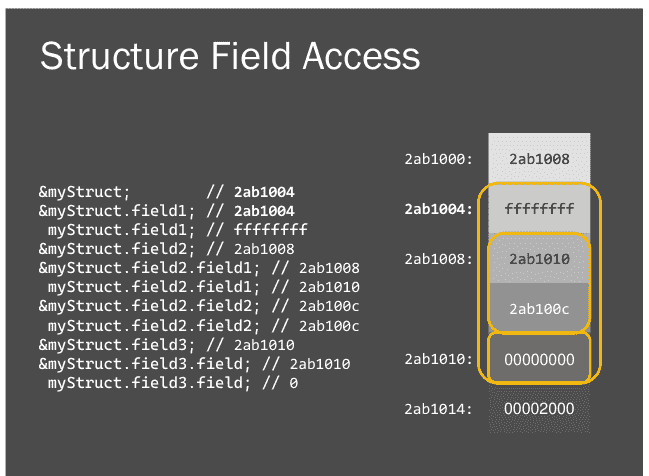 Structure Field Access
&myStruct; // 2ab1004
&myStruct.field1; // 2ab1004
myStruct.field1; // ffffffff
&myStruct.field2; // 2ab1008
&myStruct.field2.field1; // 2ab1008
myStruct.field2.field1; // 2ab1010
&myStruct.field2.field2; // 2ab100c
myStruct.field2.field2; // 2ab100c
&myStruct.field3; // 2ab1010
&myStruct.field3.field; // 2ab1010
myStruct.field3.field; // 0
2ab1000: 2ab1008
2ab1004: ffffffff
2ab1008: 2ab1010
2ab100c
2ab1010: 00000000
2ab1014: 00002000